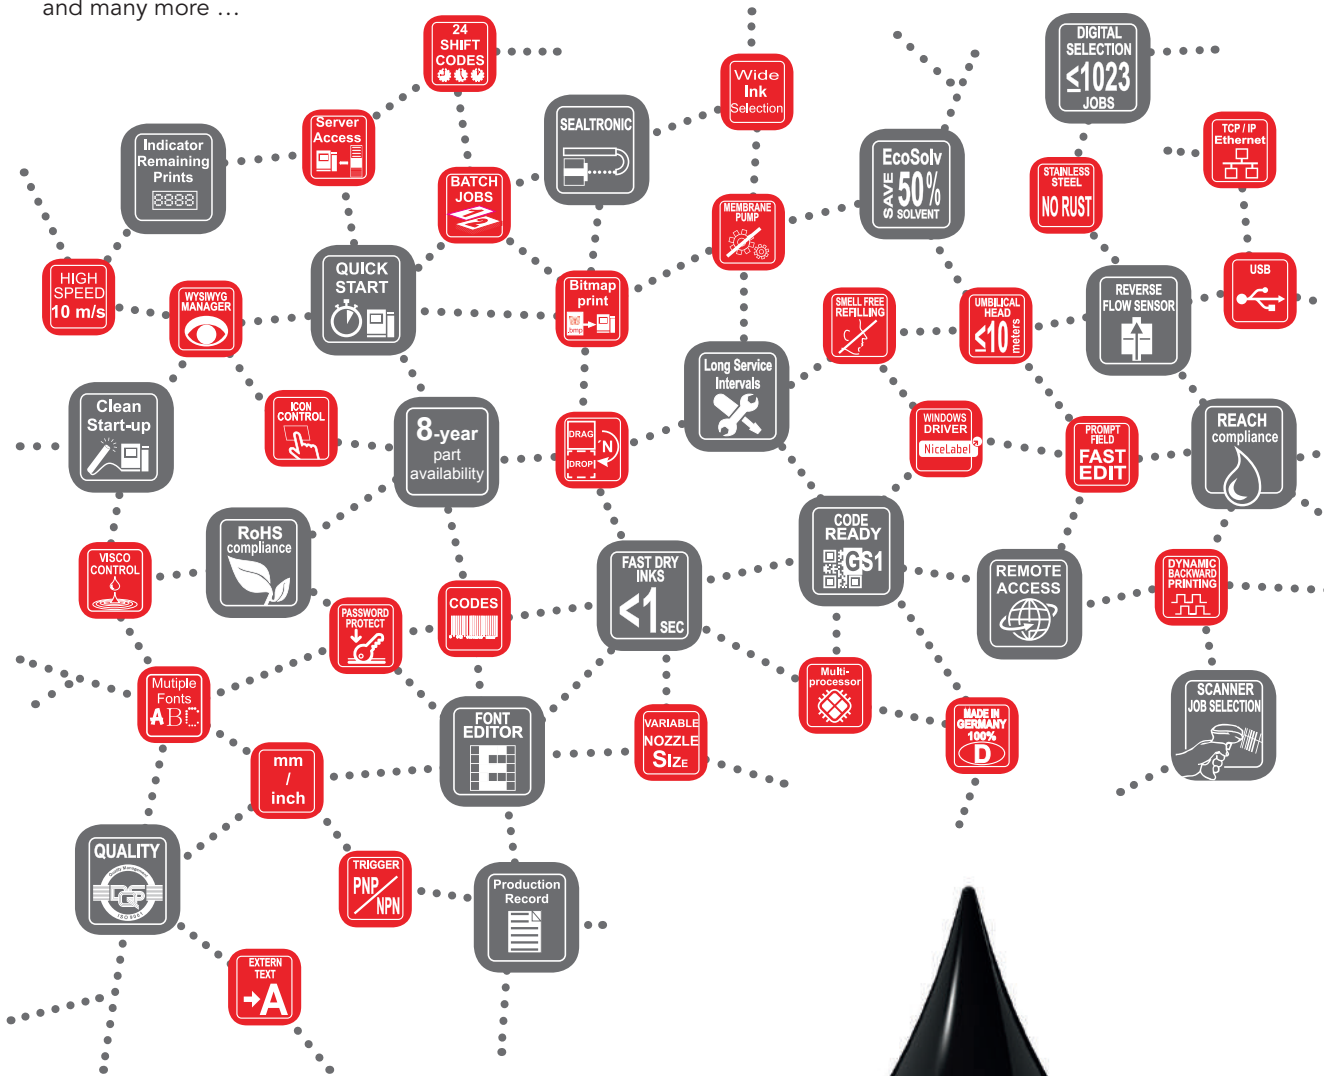 and many more …
24
SHIFT
CODES
Wide
Ink
Selection
DIGITAL
SELECTION
≤1023
JOBS
Server
Access
SEALTRONIC
TCP / IP
Ethernet
Indicator
Remaining
Prints
8888
BATCH
JOBS
EcoSolv
SAVE
50%
SOLVENT
STAINLESS
STEEL
NO RUST
MEMBRANE
PUMP
HIGH
SPEED
10 m/s
WYSIWYG
MANAGER
QUICK
START
Bitmap
print
.bmp
SMELL FREE
REFILLING
UMBILICAL
HEAD
≤10
meters
REVERSE
FLOW SENSOR
USB
Clean
Start-up
ICON
CONTROL
8-year
part
availability
DRAG
N
DROP
Long Service
Intervals
WINDOWS
DRIVER
NiceLabel
PROMPT
FIELD
FAST
EDIT
REACH
compliance
VISCO
CONTROL
RoHS
compliance
PASSWORD
PROTECT
CODES
FAST DRY
INKS
<1
SEC
CODE
READY
GS1
REMOTE
ACCESS
DYNAMIC
BACKWARD
PRINTING
Mutiple
Fonts
ABC
mm
/
inch
FONT
EDITOR
E
VARIABLE
NOZZLE
SIZE
Multi-
processor
MADE IN
GERMANY
100%
D
SCANNER
JOB SELECTION
QUALITY
Quality Management
DQS
ISO 9001
TRIGGER
PNP
NPN
Production
Record
EXTERN
TEXT
A